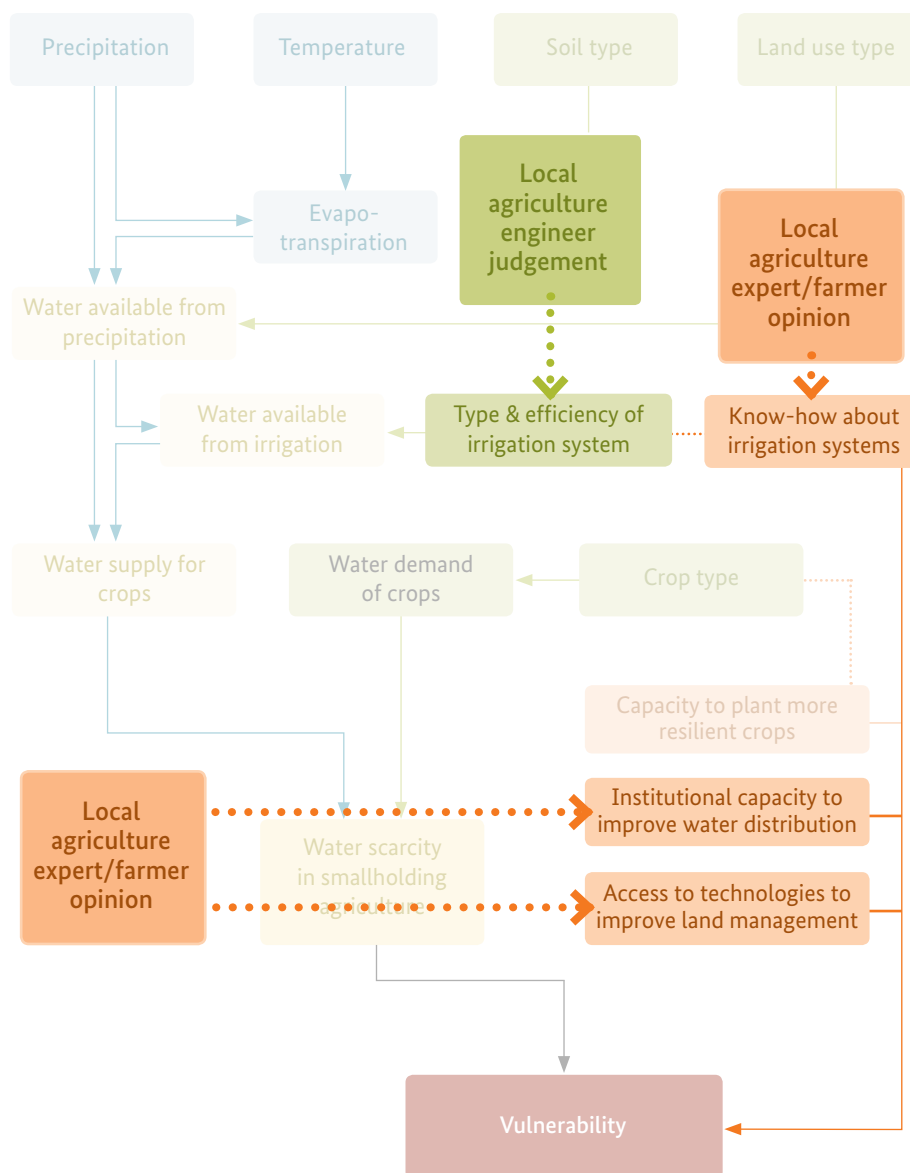 Precipitation
Temperature
Soil type
Land use type
Local
agriculture
engineer
judgement
Local
agriculture
expert/farmer
opinion
Evapo-
transpiration
Water available from
precipitation
Water available
from irrigation
Type & efficiency of
irrigation system
Know-how about
irrigation systems
Water supply for
crops
Water demand
of crops
Crop type
Capacity to plant more
resilient crops
Local
agriculture
expert/farmer
opinion
Water scarcity
in smallholding
agriculture
Institutional capacity to
improve water distribution
Access to technologies to
improve land management
Vulnerability